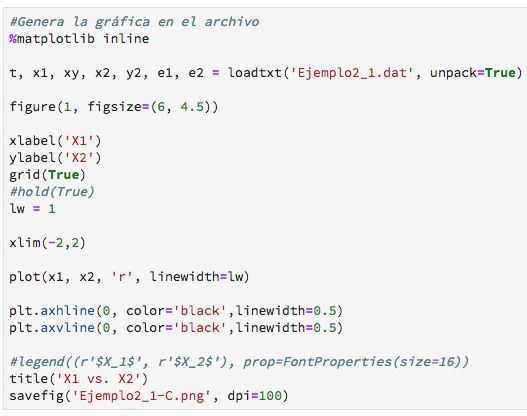 #Genera la gráfica en el archivo
%matplotlib inline
t, x1, xy, x2, y2, e1, e2 = loadtxt('Ejemplo2_1.dat', unpack=True)
figure(1, figsize=(6, 4.5))
xlabel('X1')
ylabel('X2')
grid(True)
#hold(True)
lw = 1
xlim(-2,2)
plot(x1, x2, 'r', linewidth=lw)
plt.axhline(0, color='black',linewidth=0.5)
plt.axvline(0, color='black',linewidth=0.5)
#legend((r'$X_1$', r'$X_2$'), prop=FontProperties(size=16))
title('X1 vs. X2')
savefig('Ejemplo2_1-C.png', dpi=100)